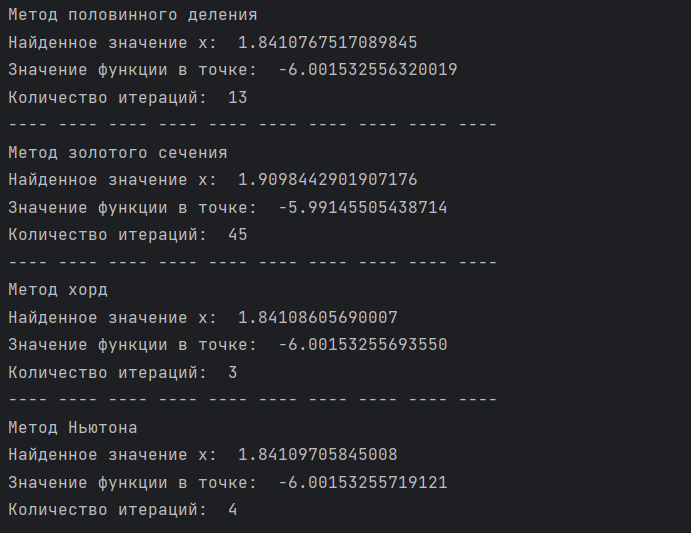 Метод половинного деления
Найденное значение x:  1.8410767517089845
Значение функции в точке:  -6.001532556320019
Количество итераций:  13
---- ---- ---- ---- ---- ---- ---- ---- ---- ----
Метод золотого сечения
Найденное значение x:  1.9098442901907176
Значение функции в точке:  -5.99145505438714
Количество итераций:  45
---- ---- ---- ---- ---- ---- ---- ---- ---- ----
Метод хорд
Найденное значение x:  1.84108605690007
Значение функции в точке:  -6.00153255693550
Количество итераций:  3
---- ---- ---- ---- ---- ---- ---- ---- ---- ----
Метод Ньютона
Найденное значение x:  1.84109705845008
Значение функции в точке:  -6.00153255719121
Количество итераций:  4